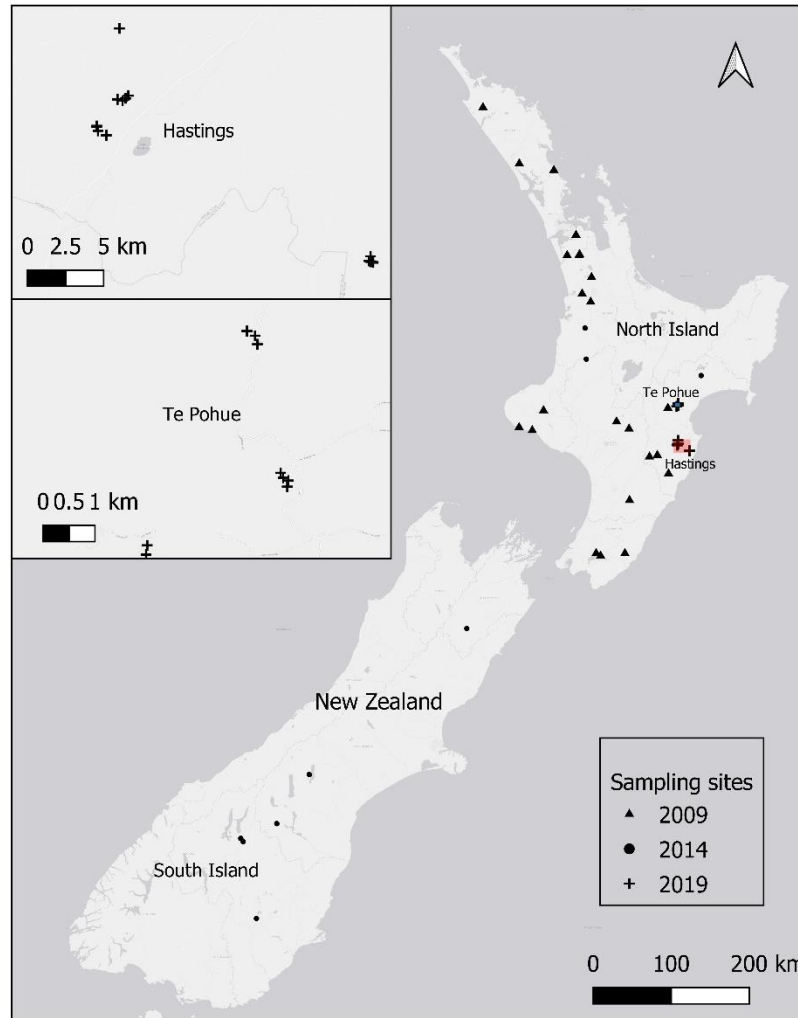 Hastings
0 2.5 5 km
Te Pohue
0 0.5 1 km
North Island
Te Pohue
Hastings
New Zealand
South Island
Sampling sites
2009
2014
2019
0 100 200 km